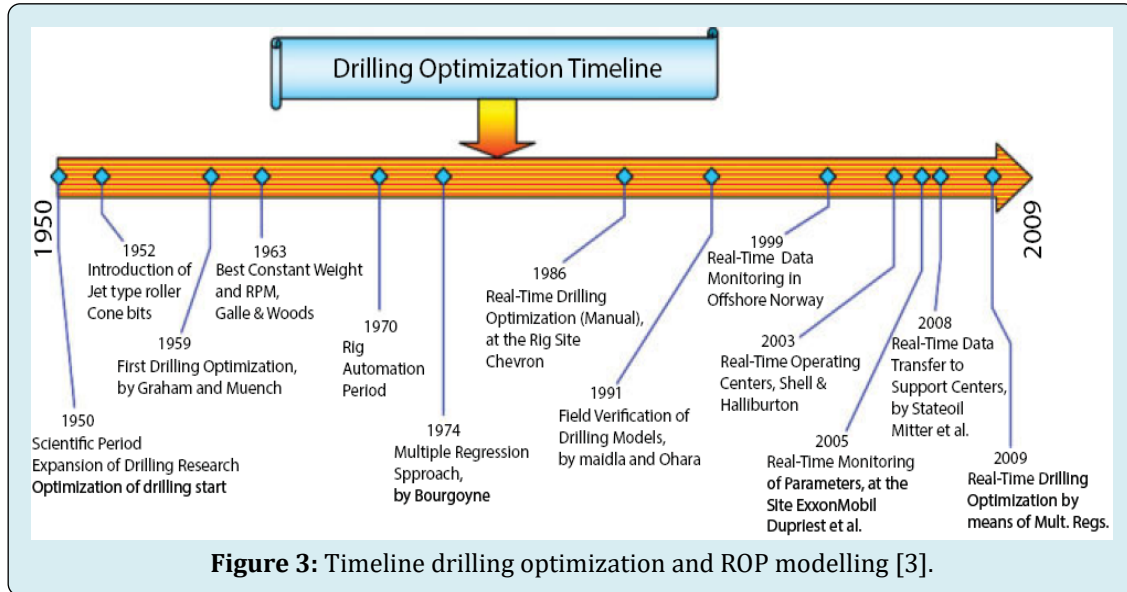 Drilling Optimization Timeline
1950
2009
1950
Scientific Period
Expansion of Drilling Research
Optimization of drilling start
1952
Introduction of
Jet type roller
Cone bits
1959
First Drilling Optimization,
by Graham and Muench
1963
Best Constant Weight
and RPM,
Galle & Woods
1970
Rig
Automation
Period
1974
Multiple Regression
Spproach,
by Bourgoyne
1986
Real-Time Drilling
Optimization (Manual),
at the Rig Site
Chevron
1991
Field Verification of
Drilling Models,
by maidla and Ohara
1999
Real-Time Data
Monitoring in
Offshore Norway
2003
Real-Time Operating
Centers, Shell &
Halliburton
2005
Real-Time Monitoring
of Parameters, at the
Site ExxonMobil
Dupriest et al.
2008
Real-Time Data
Transfer to
Support Centers,
by Stateoil
Mitter et al.
2009
Real-Time Drilling
Optimization by
means of Mult. Regs.
Figure 3: Timeline drilling optimization and ROP modelling [3].